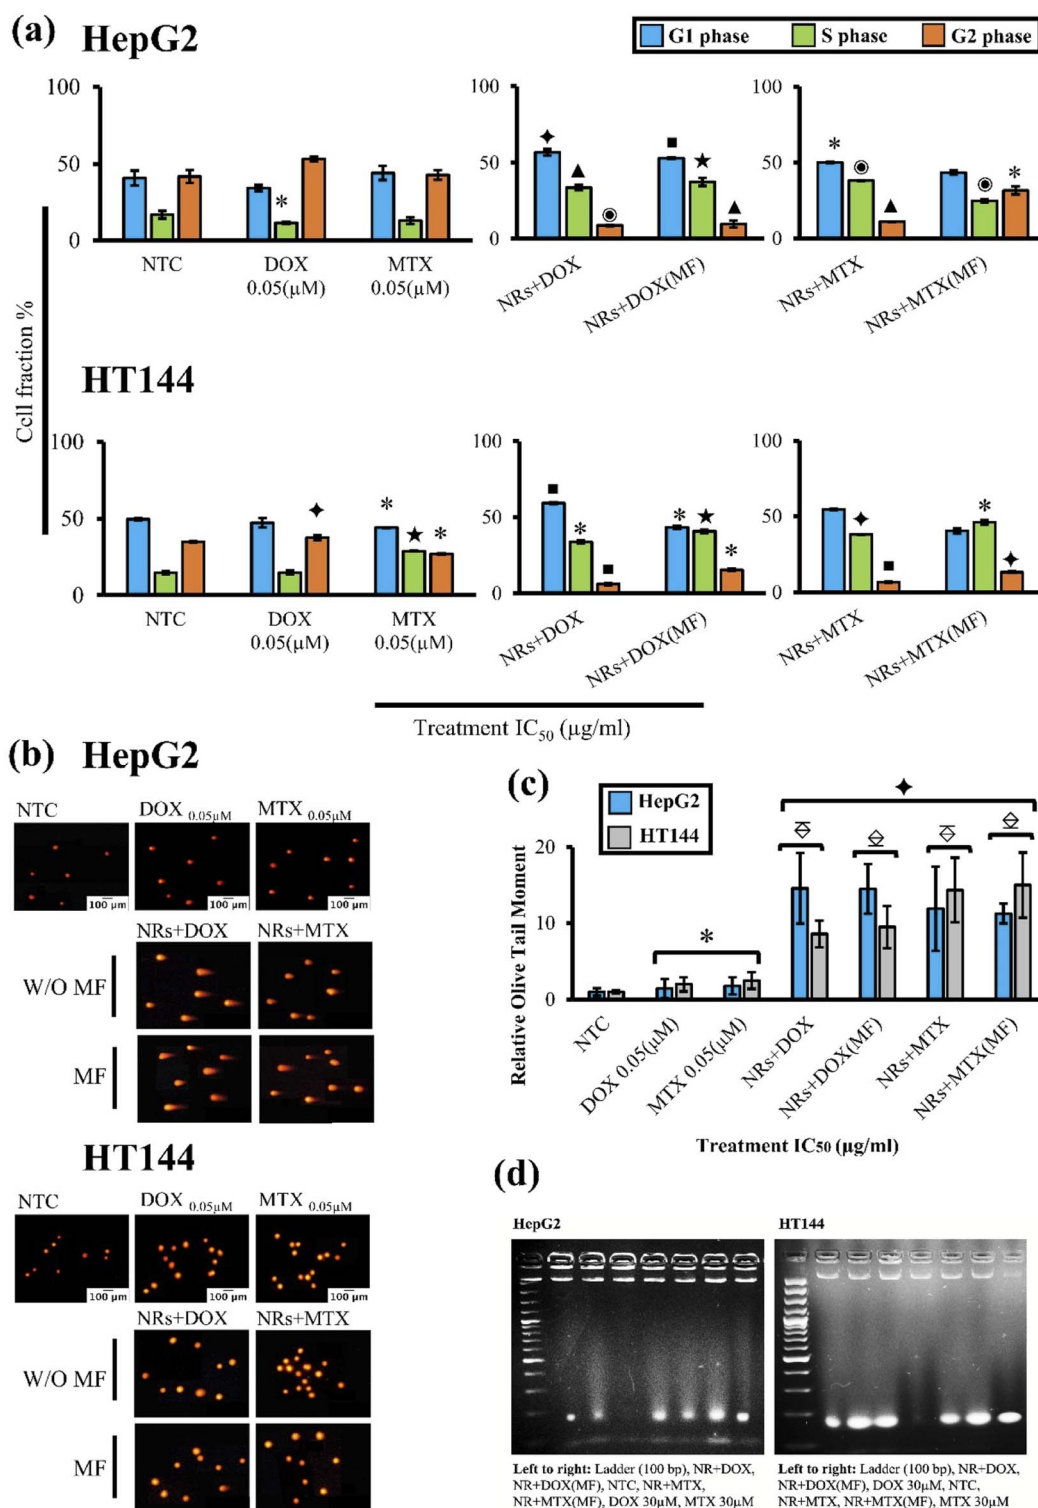 (a) HepG2
G1 phase S phase G2 phase
100
50
0
NTC DOX 0.05(µM) MTX 0.05(µM)
100
50
0
NRs+DOX NRs+DOX(MF)
100
50
0
NRs+MTX NRs+MTX(MF)
Cell fraction %
HT144
100
50
0
NTC DOX 0.05(µM) MTX 0.05(µM)
100
50
0
NRs+DOX NRs+DOX(MF)
100
50
0
NRs+MTX NRs+MTX(MF)
Treatment IC50 (µg/ml)
(b) HepG2
NTC DOX 0.05µM MTX 0.05µM
100 µm 100 µm 100 µm
NRs+DOX NRs+MTX
W/O MF
MF
HT144
NTC DOX 0.05µM MTX 0.05µM
100 µm 100 µm 100 µm
NRs+DOX NRs+MTX
W/O MF
MF
(c)
HepG2
HT144
Relative Olive Tail Moment
20
10
0
NTC DOX 0.05(µM) MTX 0.05(µM) NRs+DOX NRs+DOX(MF) NRs+MTX NRs+MTX(MF)
Treatment IC50 (µg/ml)
(d)
HepG2
Left to right: Ladder (100 bp), NR+DOX,
NR+DOX(MF), NTC, NR+MTX,
NR+MTX(MF), DOX 30µM, MTX 30µM
HT144
Left to right: Ladder (100 bp), NR+DOX,
NR+DOX(MF), DOX 30µM, NTC,
NR+MTX, NR+MTX(MF), MTX 30µM